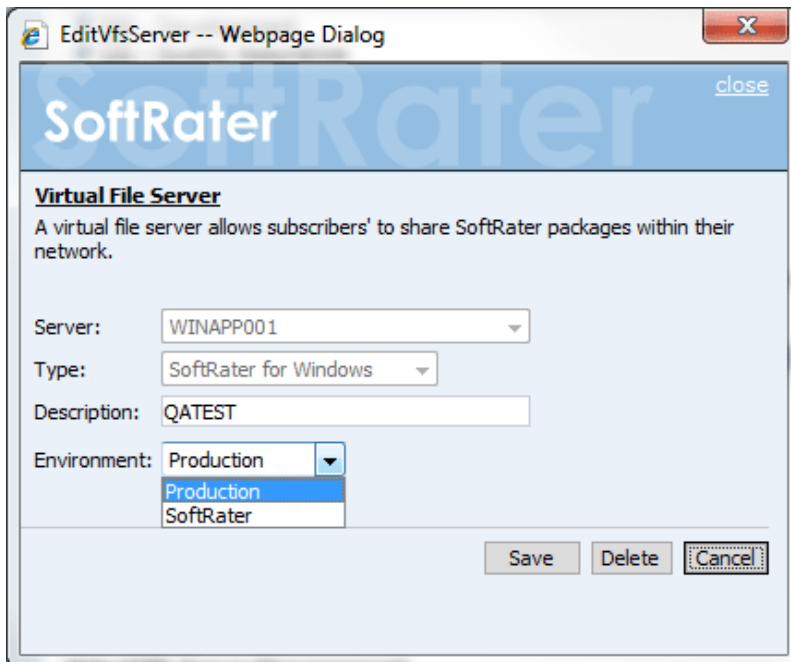 EditVfsServer -- Webpage Dialog
close
SoftRater
SoftRater
Virtual File Server
A virtual file server allows subscribers' to share SoftRater packages within their
network.
Server: WINAPP001
Type: SoftRater for Windows
Description: QATEST
Environment: Production
Production
SoftRater
Save Delete Cancel